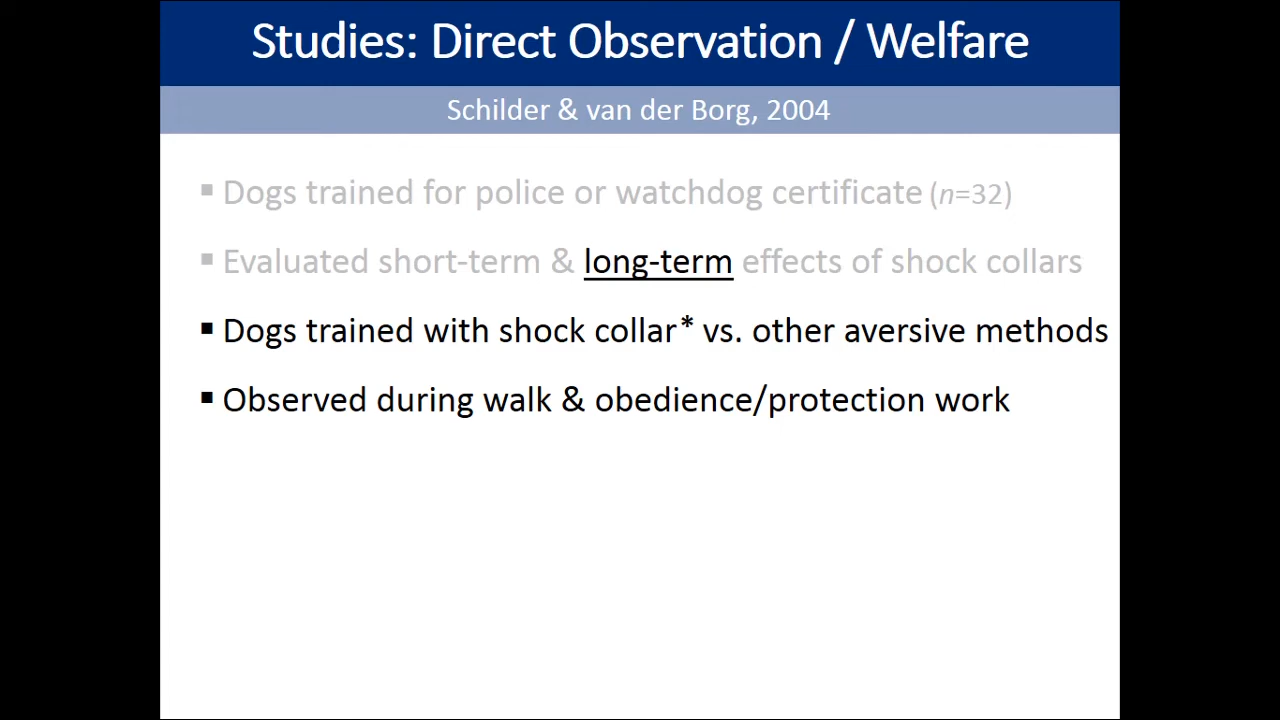 Studies: Direct Observation / Welfare
Schilder & van der Borg, 2004
▪ Dogs trained for police or watchdog certificate (n=32)
▪ Evaluated short-term & long-term effects of shock collars
▪ Dogs trained with shock collar* vs. other aversive methods
▪ Observed during walk & obedience/protection work